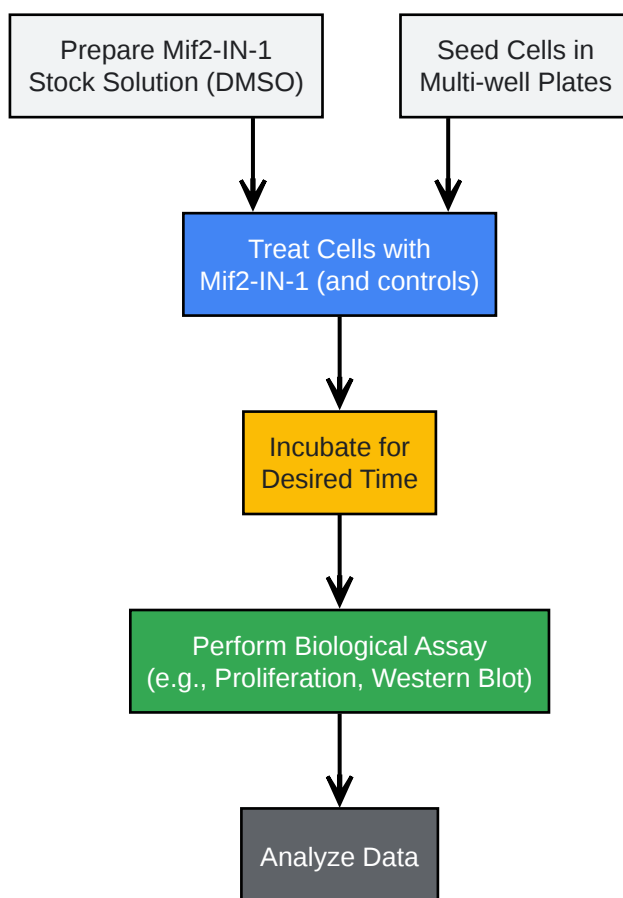 Prepare Mif2-IN-1
Stock Solution (DMSO)
Seed Cells in
Multi-well Plates
Treat Cells with
Mif2-IN-1 (and controls)
Incubate for
Desired Time
Perform Biological Assay
(e.g., Proliferation, Western Blot)
Analyze Data